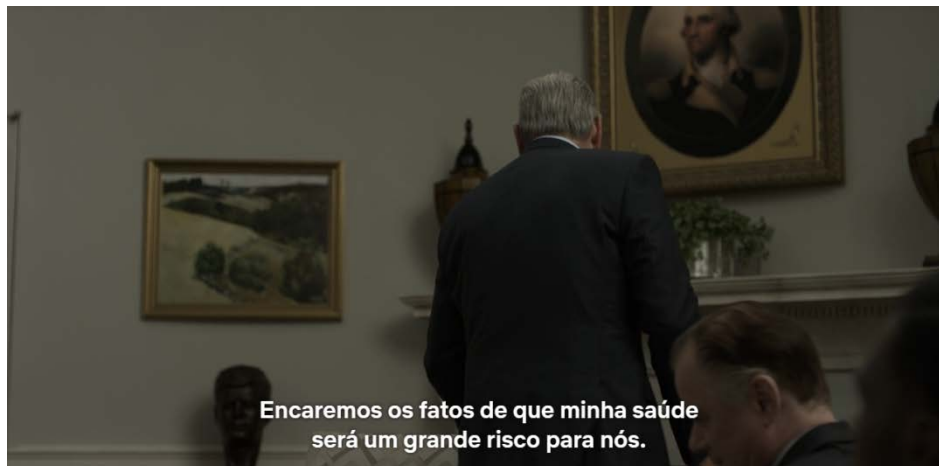 Encaremos os fatos de que minha saúde
será um grande risco para nós.